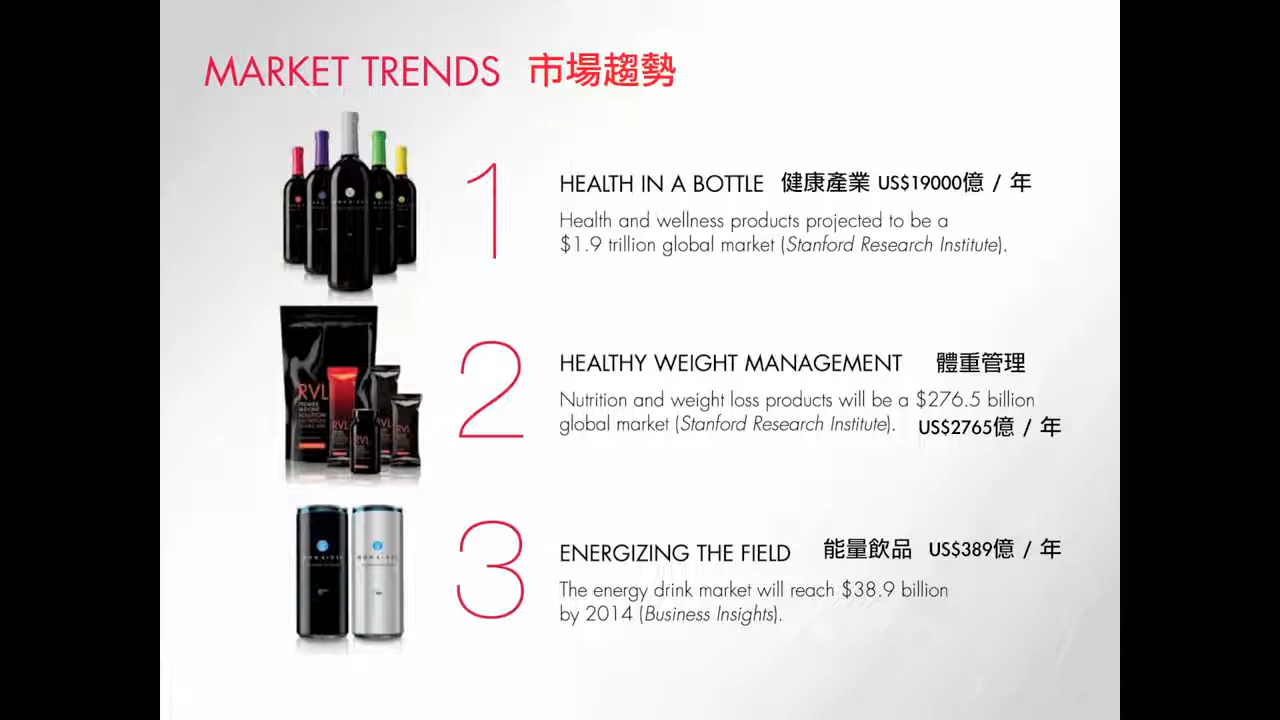 MARKET TRENDS 市場趨勢
1
HEALTH IN A BOTTLE 健康產業 US$19000億 / 年
Health and wellness products projected to be a
$1.9 trillion global market (Stanford Research Institute).
RVL
RVL
RVL
RVL
2
HEALTHY WEIGHT MANAGEMENT 體重管理
Nutrition and weight loss products will be a $276.5 billion
global market (Stanford Research Institute). US$2765億 / 年
3
ENERGIZING THE FIELD 能量飲品 US$389億 / 年
The energy drink market will reach $38.9 billion
by 2014 (Business Insights).